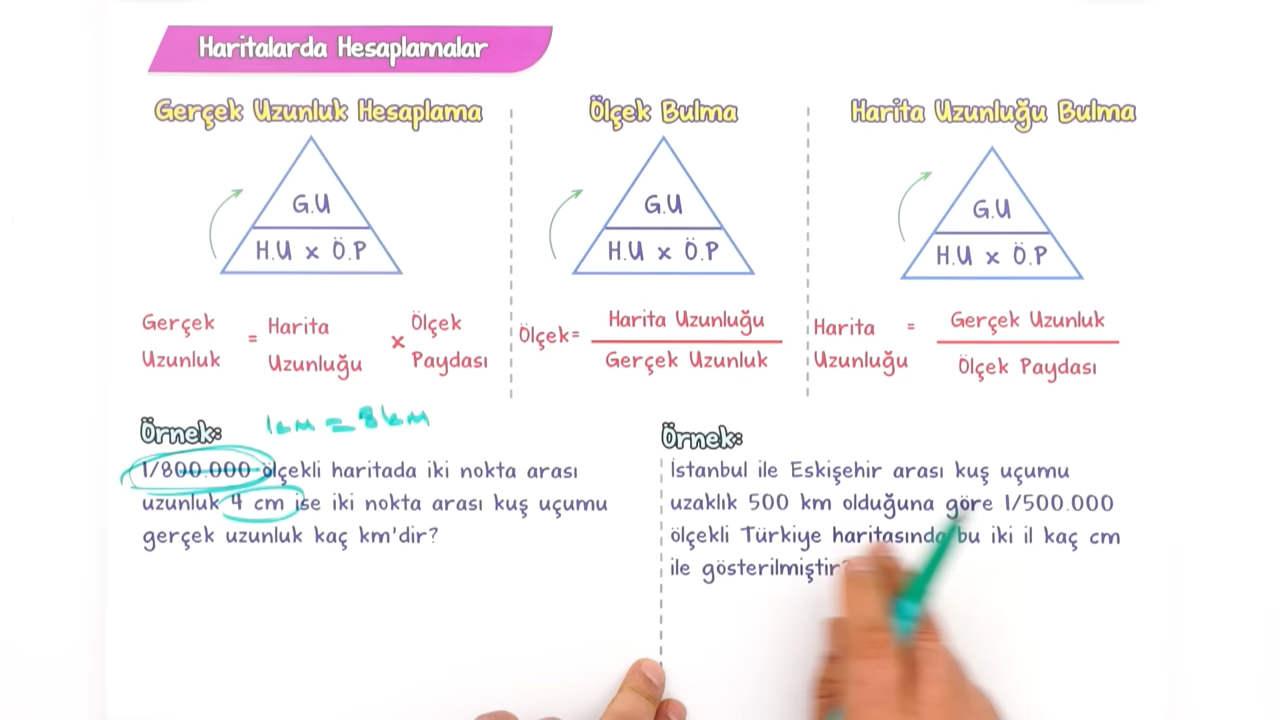 Haritalarda Hesaplamalar
Gerçek Uzunluk Hesaplama
G.U
H.U x Ö.P
Gerçek Uzunluk = Harita Uzunluğu x Ölçek Paydası
Ölçek Bulma
G.U
H.U x Ö.P
Ölçek= Harita Uzunluğu
Gerçek Uzunluk
Harita Uzunluğu Bulma
G.U
H.U x Ö.P
Harita Uzunluğu = Gerçek Uzunluk
Ölçek Paydası
Örnek:
1cm = 8km
1/800.000 ölçekli haritada iki nokta arası
uzunluk 4 cm ise iki nokta arası kuş uçumu
gerçek uzunluk kaç km'dir?
Örnek:
İstanbul ile Eskişehir arası kuş uçumu
uzaklık 500 km olduğuna göre 1/500.000
ölçekli Türkiye haritasında bu iki il kaç cm
ile gösterilmiştir?